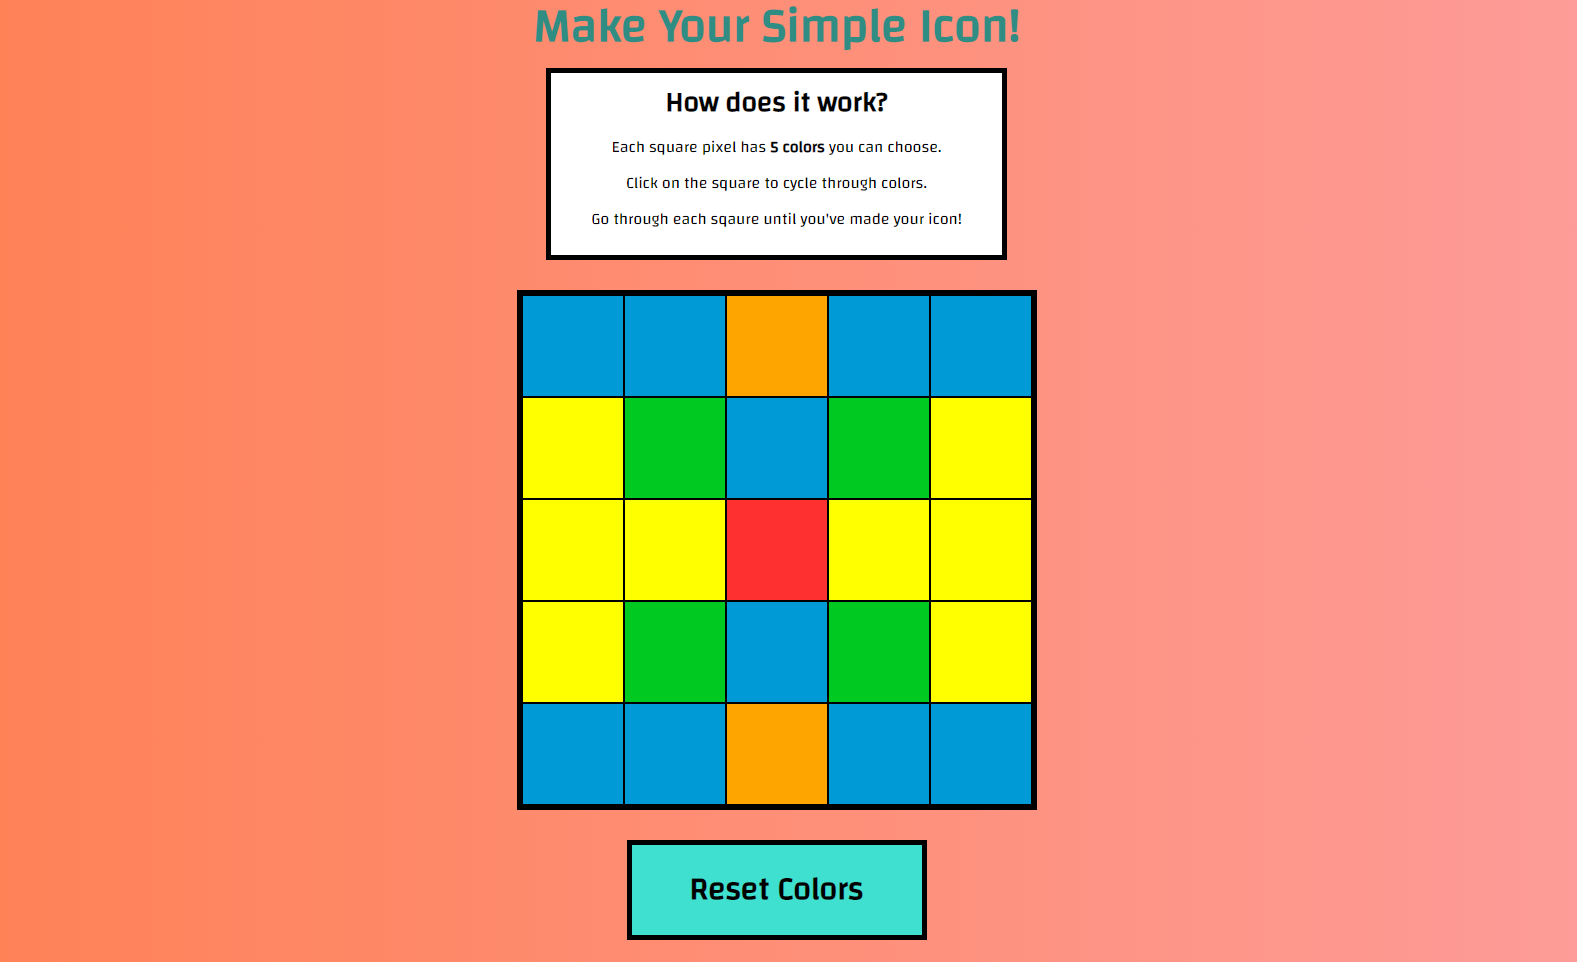 Make Your Simple Icon!
How does it work?
Each square pixel has 5 colors you can choose.
Click on the square to cycle through colors.
Go through each sqaure until you've made your icon!
Reset Colors